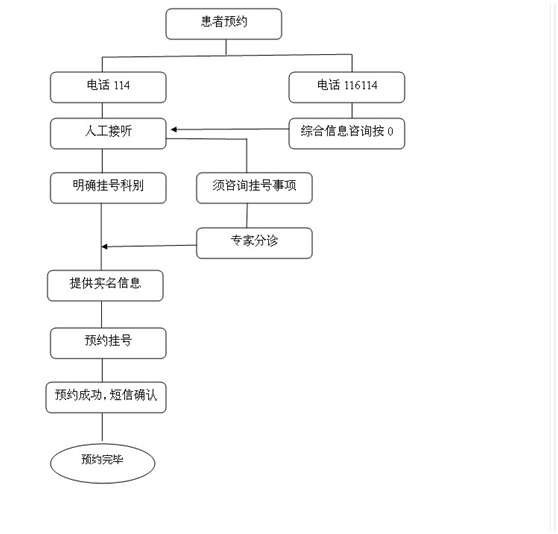 患者预约
电话 114
电话 116114
人工接听
综合信息咨询按 0
明确挂号科别
须咨询挂号事项
专家分诊
提供实名信息
预约挂号
预约成功，短信确认
预约完毕